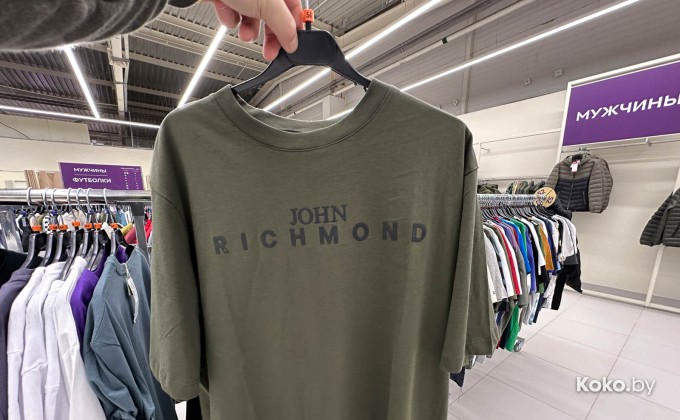 МУЖЧИНЫ
МУЖЧИНЫ
ФУТБОЛКИ
JOHN
RICHMOND
Koko.by